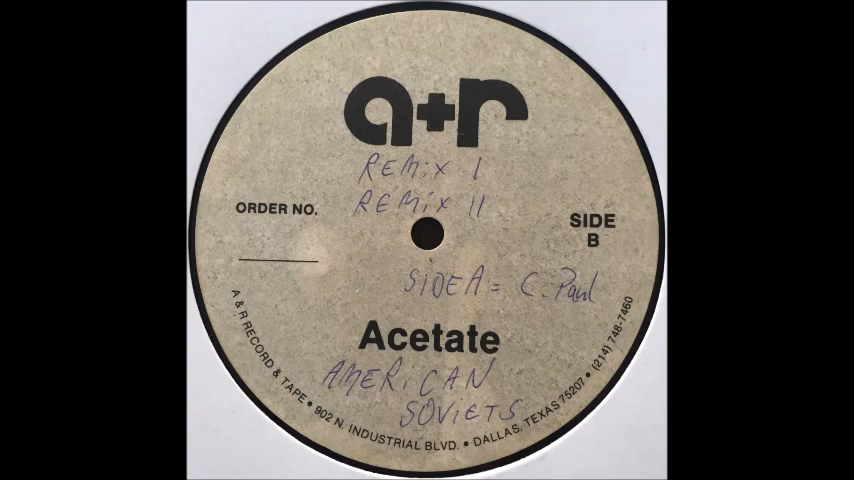 a+r
REMix I
REMix II
ORDER NO.
SIDE
B
SiDE A = C. Paul
Acetate
AMERiCAN
SOViETS
A & R RECORD & TAPE • 902 N. INDUSTRIAL BLVD. • DALLAS, TEXAS 75207 • (214) 748-7460